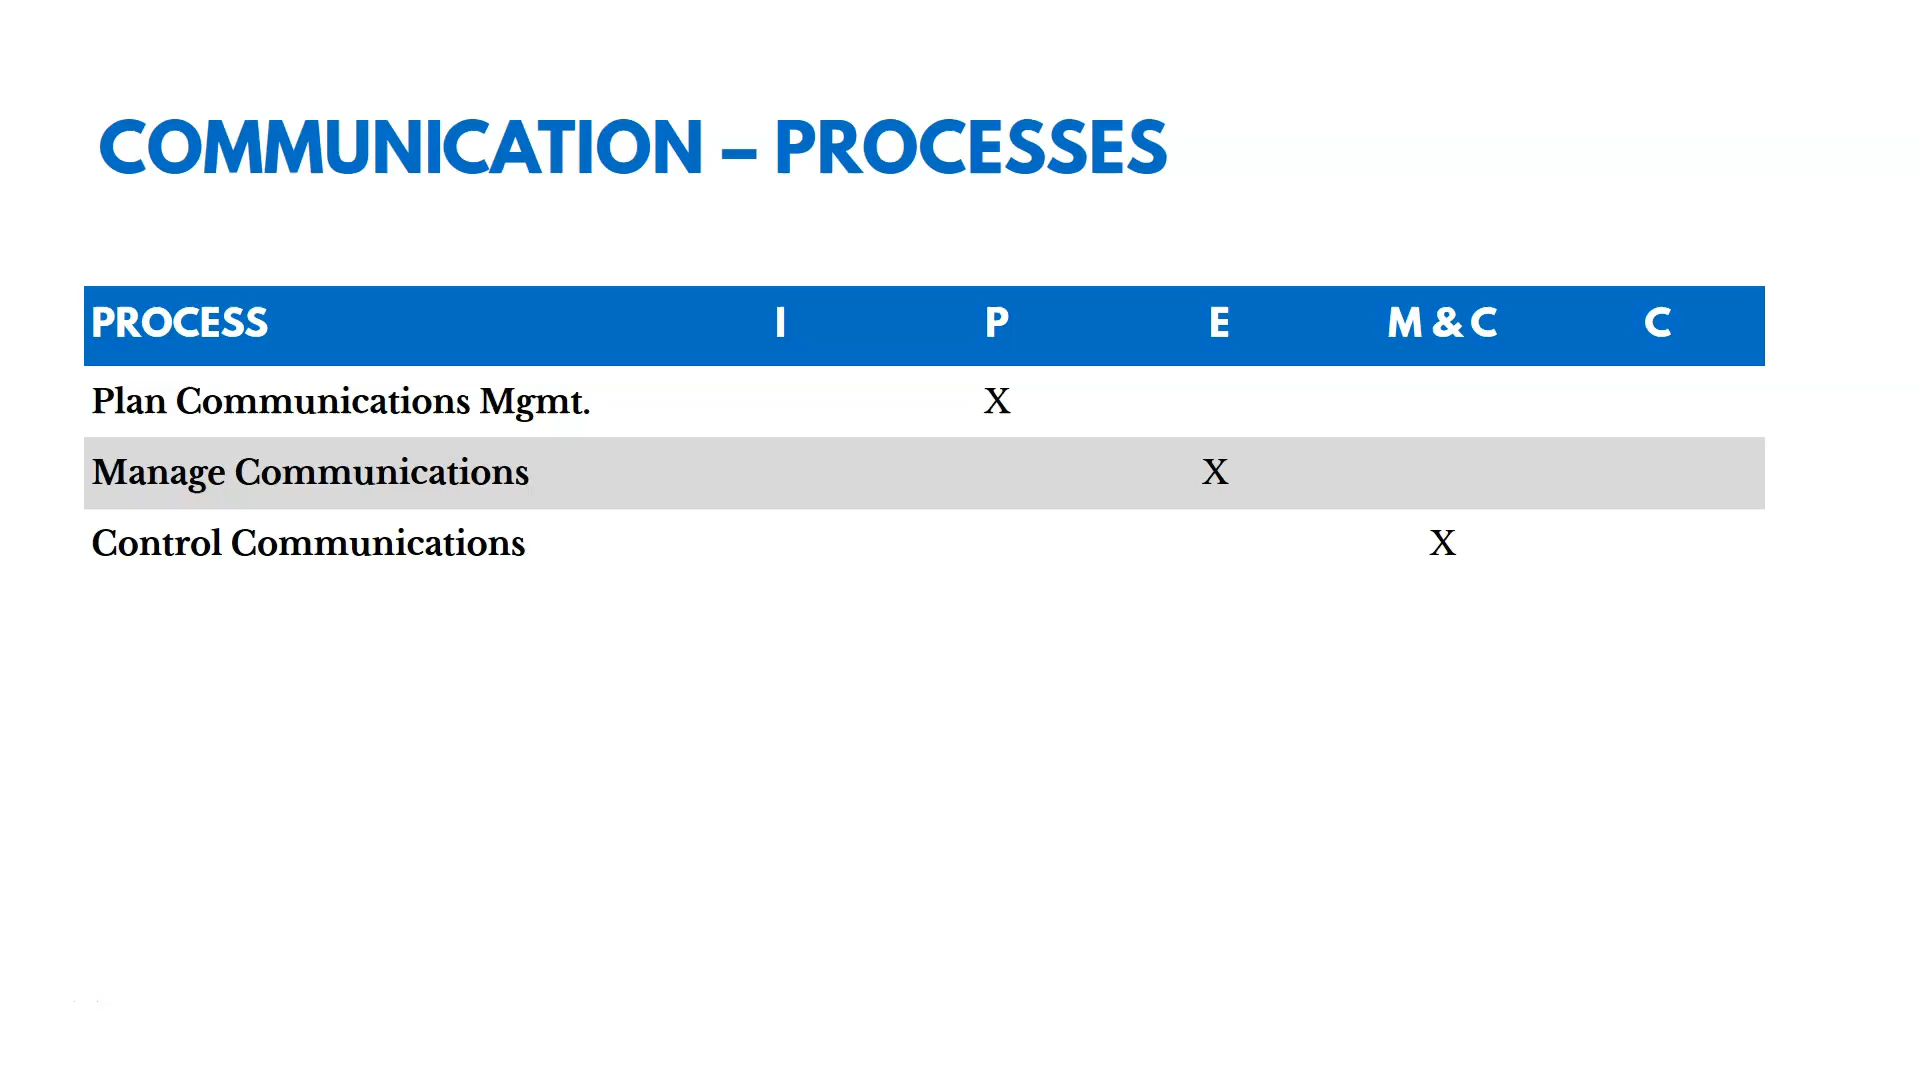 COMMUNICATION – PROCESSES
PROCESS I P E M & C C
Plan Communications Mgmt. X
Manage Communications X
Control Communications X